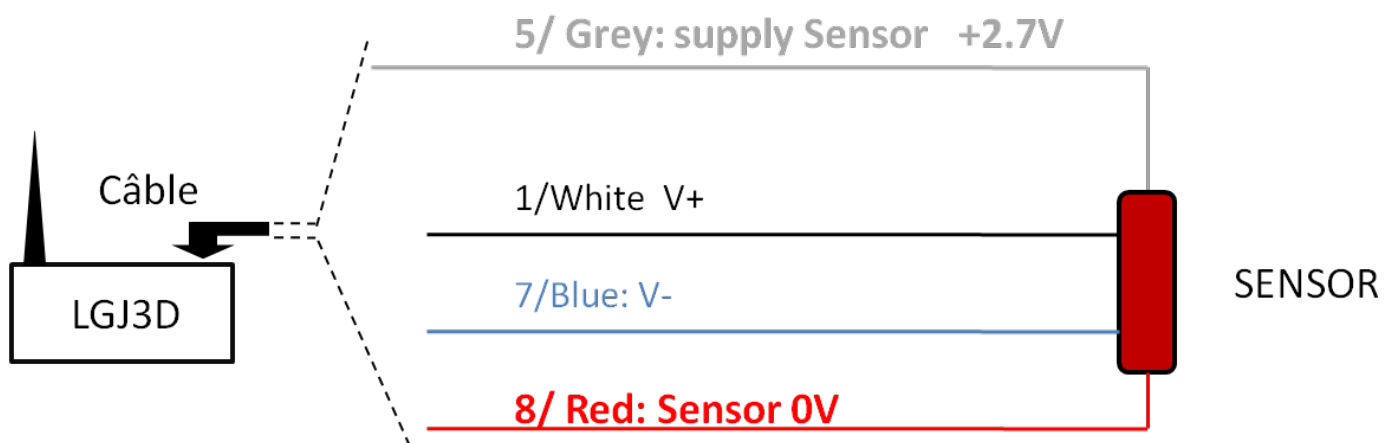 5/ Grey: supply Sensor +2.7V
Câble
1/White V+
LGJ3D
7/Blue: V-
SENSOR
8/ Red: Sensor 0V